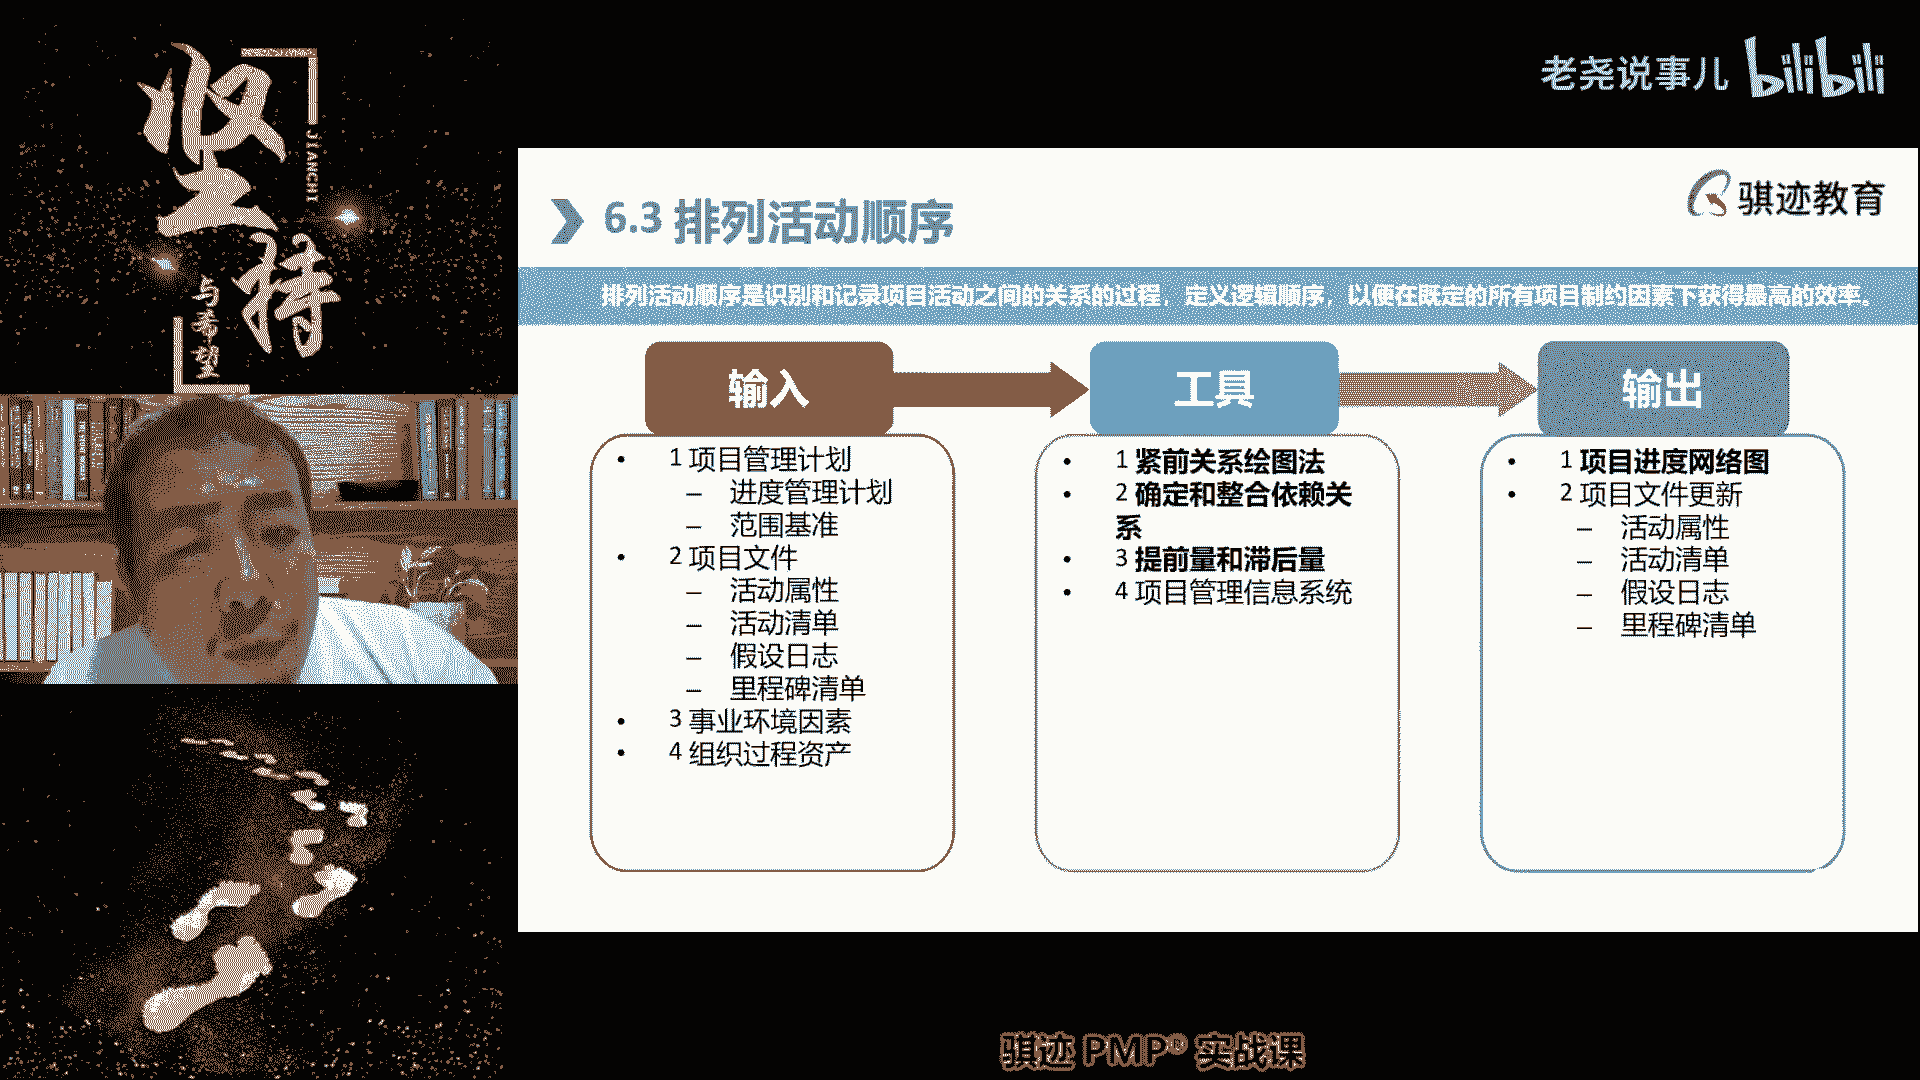 坚持
JIANCHI
与希望
老尧说事儿 bilibili
骐迹教育
6.3 排列活动顺序
排列活动顺序是识别和记录项目活动之间的关系的过程，定义逻辑顺序，以便在既定的所有项目制约因素下获得最高的效率。
输入
• 1 项目管理计划
– 进度管理计划
– 范围基准
• 2 项目文件
– 活动属性
– 活动清单
– 假设日志
– 里程碑清单
• 3 事业环境因素
• 4 组织过程资产
工具
• 1 紧前关系绘图法
• 2 确定和整合依赖关
系
• 3 提前量和滞后量
• 4 项目管理信息系统
输出
• 1 项目进度网络图
• 2 项目文件更新
– 活动属性
– 活动清单
– 假设日志
– 里程碑清单
骐迹 PMP® 实战课